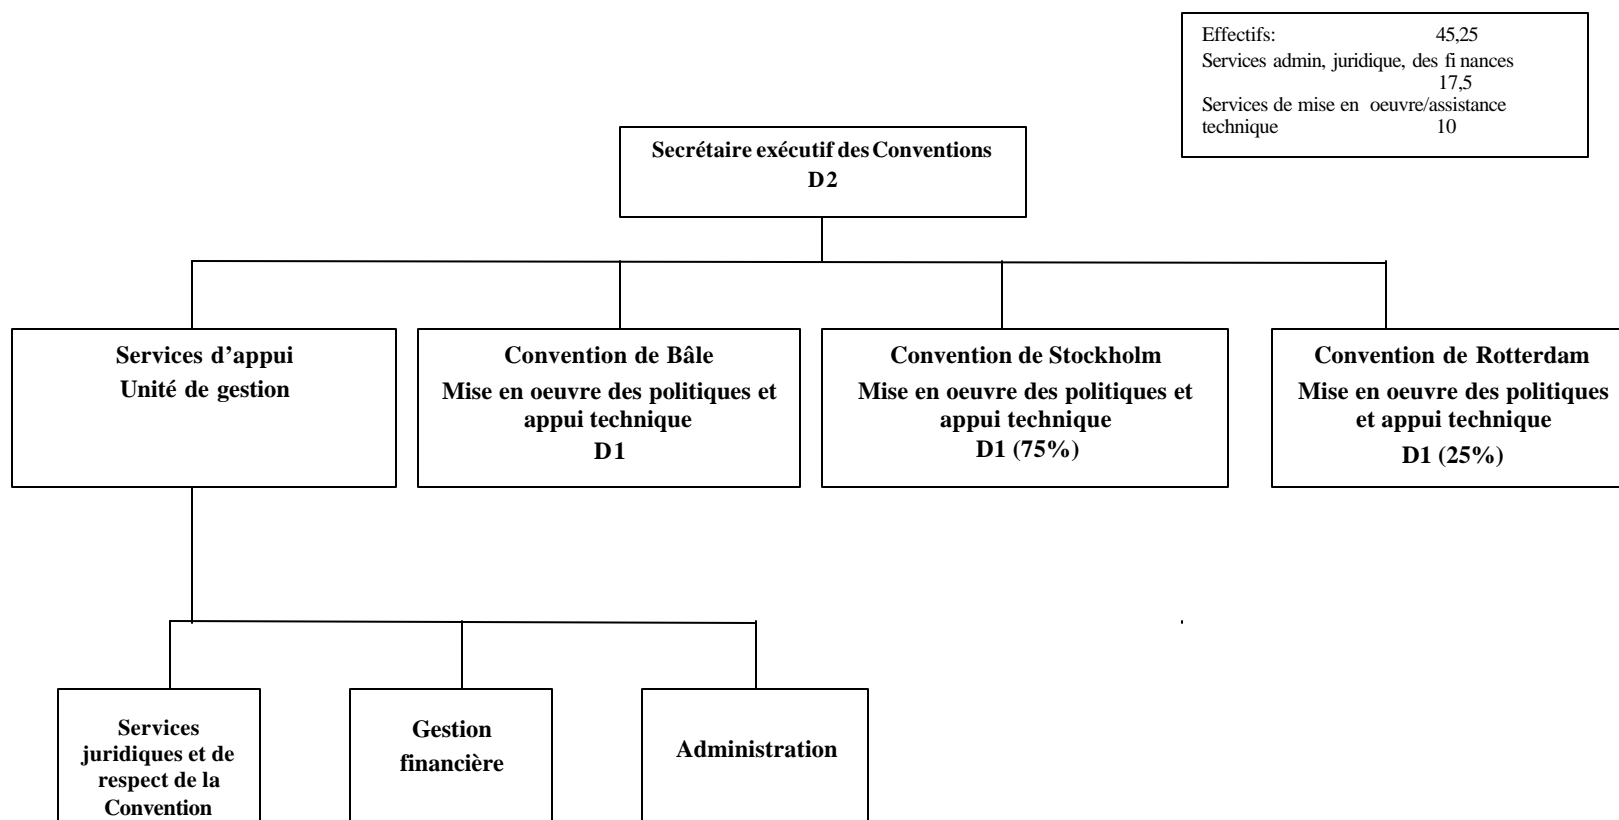 Effectifs: 45,25
Services admin, juridique, des finances
17,5
Services de mise en oeuvre/assistance
technique 10
Secrétaire exécutif des Conventions
D2
Services d’appui
Unité de gestion
Convention de Bâle
Mise en oeuvre des politiques et
appui technique
D1
Convention de Stockholm
Mise en oeuvre des politiques et
appui technique
D1 (75%)
Convention de Rotterdam
Mise en oeuvre des politiques
et appui technique
D1 (25%)
Services
juridiques et de
respect de la
Convention
Gestion
financière
Administration